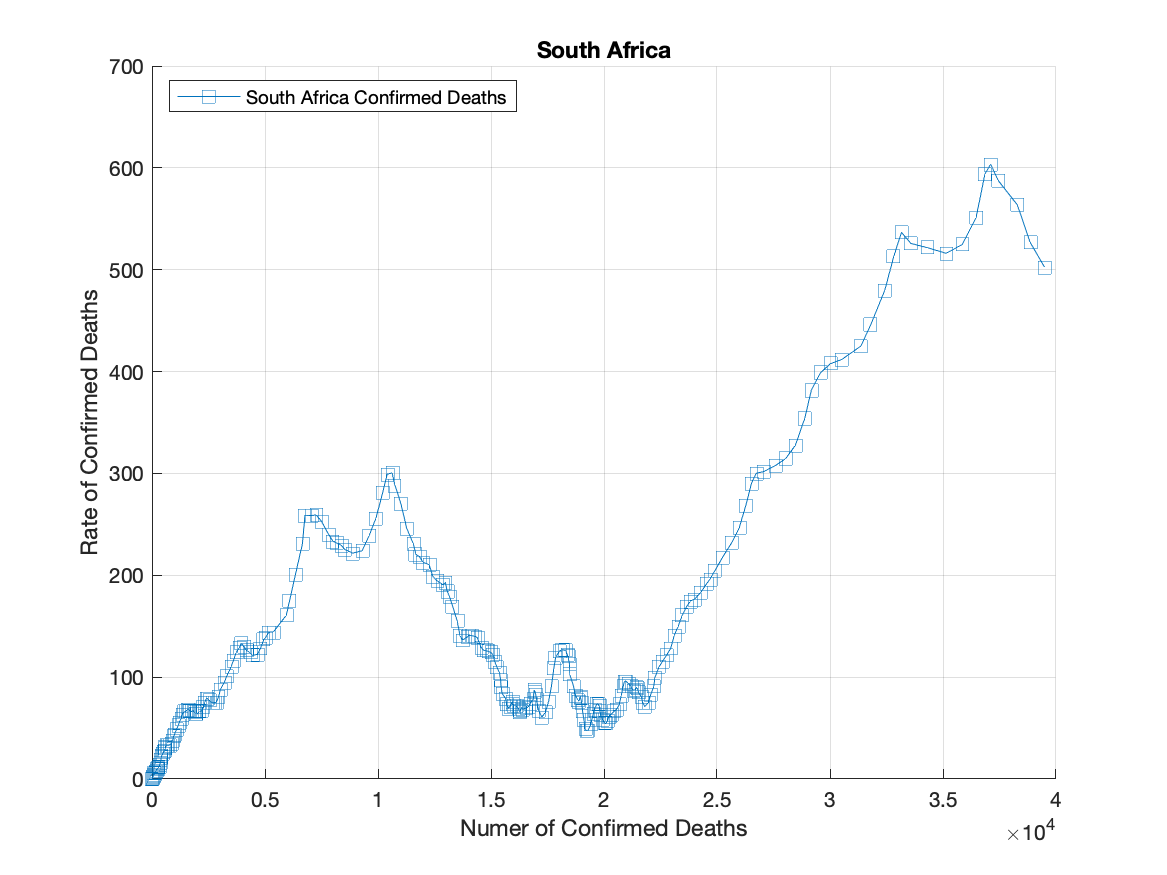 South Africa
South Africa Confirmed Deaths
700
600
500
400
300
200
100
0
Rate of Confirmed Deaths
0 0.5 1 1.5 2 2.5 3 3.5 4
Numer of Confirmed Deaths
×10^4